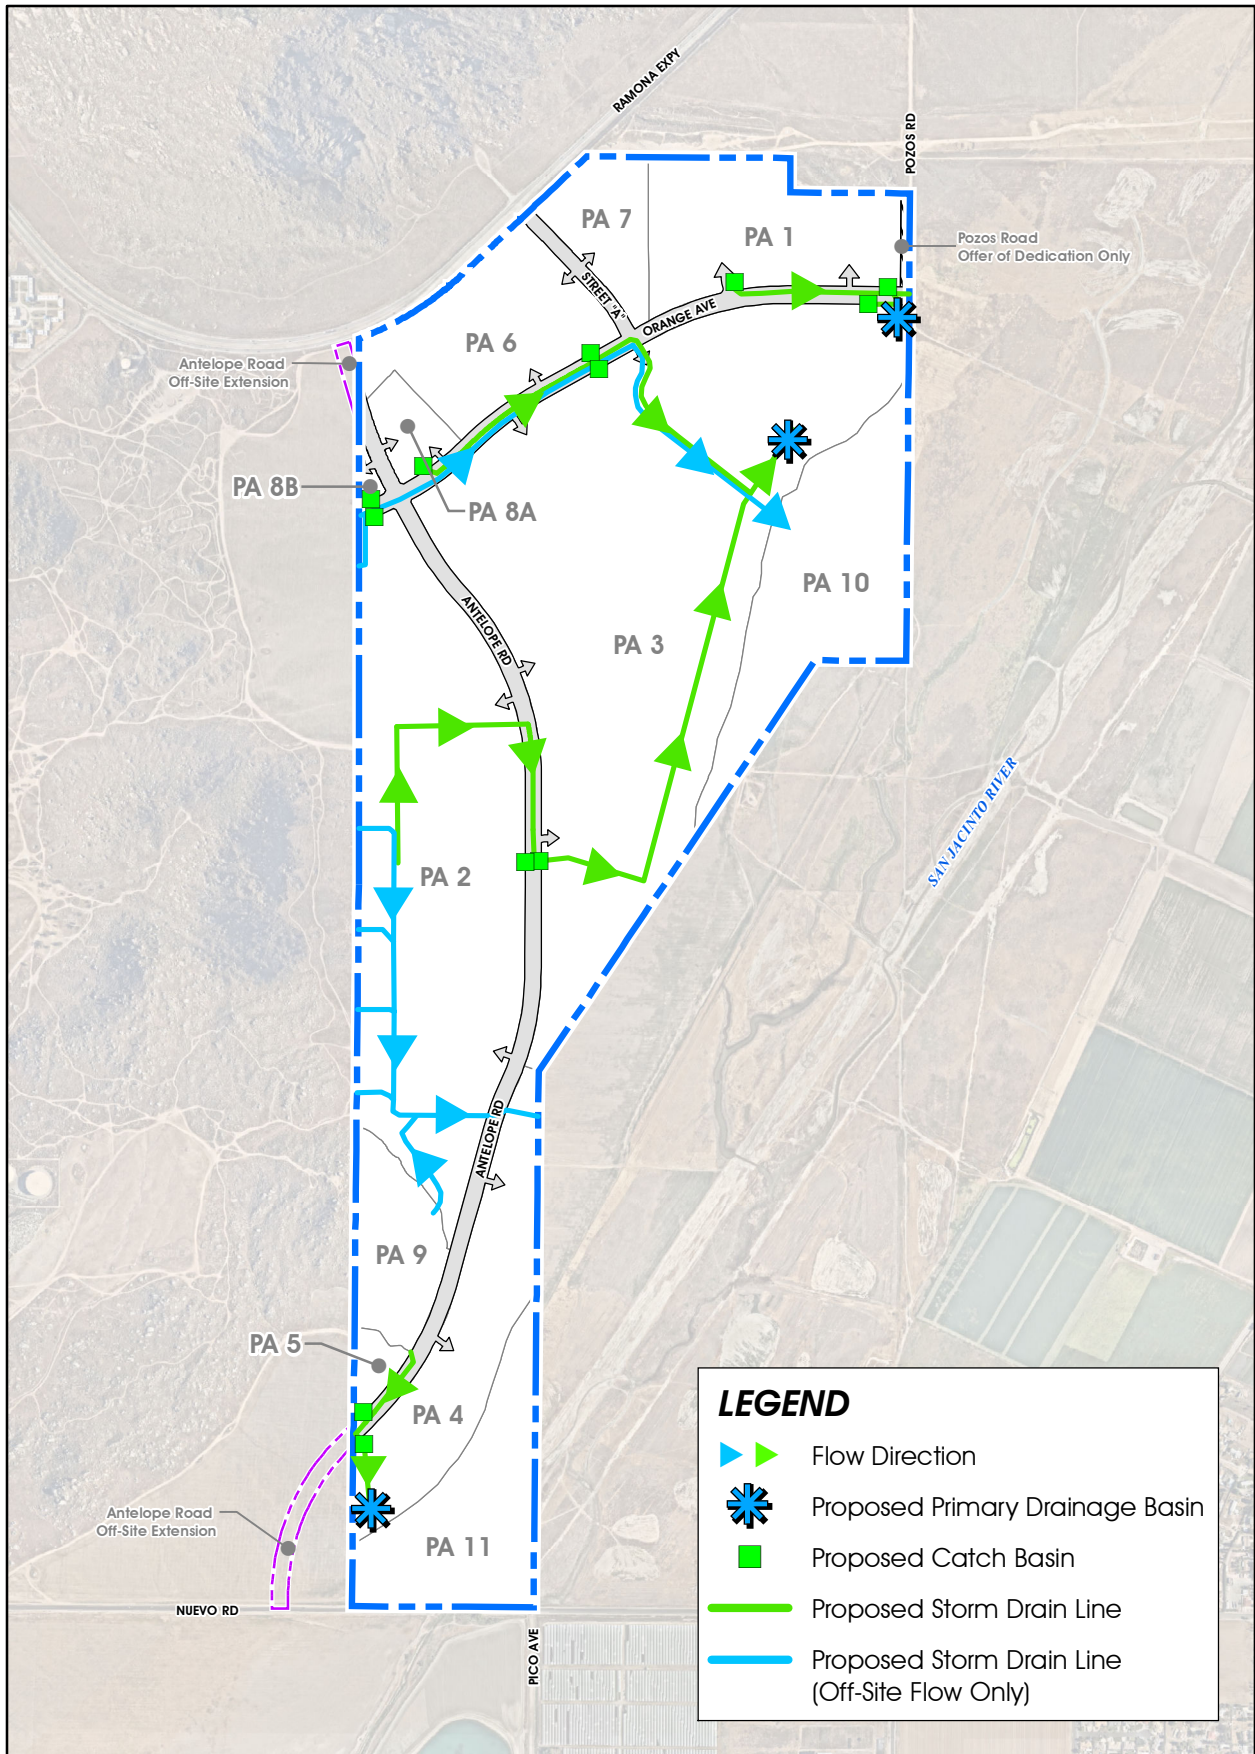 RAMONA EXPY
POZOS RD
PA 7
PA 1
Pozos Road
Offer of Dedication Only
STREET "A"
ORANGE AVE
PA 6
Antelope Road
Off-Site Extension
PA 8B
PA 8A
PA 10
ANTELOPE RD
PA 3
SAN JACINTO RIVER
PA 2
ANTELOPE RD
PA 9
PA 5
PA 4
Antelope Road
Off-Site Extension
PA 11
NUEVO RD
PICO AVE
LEGEND
Flow Direction
Proposed Primary Drainage Basin
Proposed Catch Basin
Proposed Storm Drain Line
Proposed Storm Drain Line
(Off-Site Flow Only)